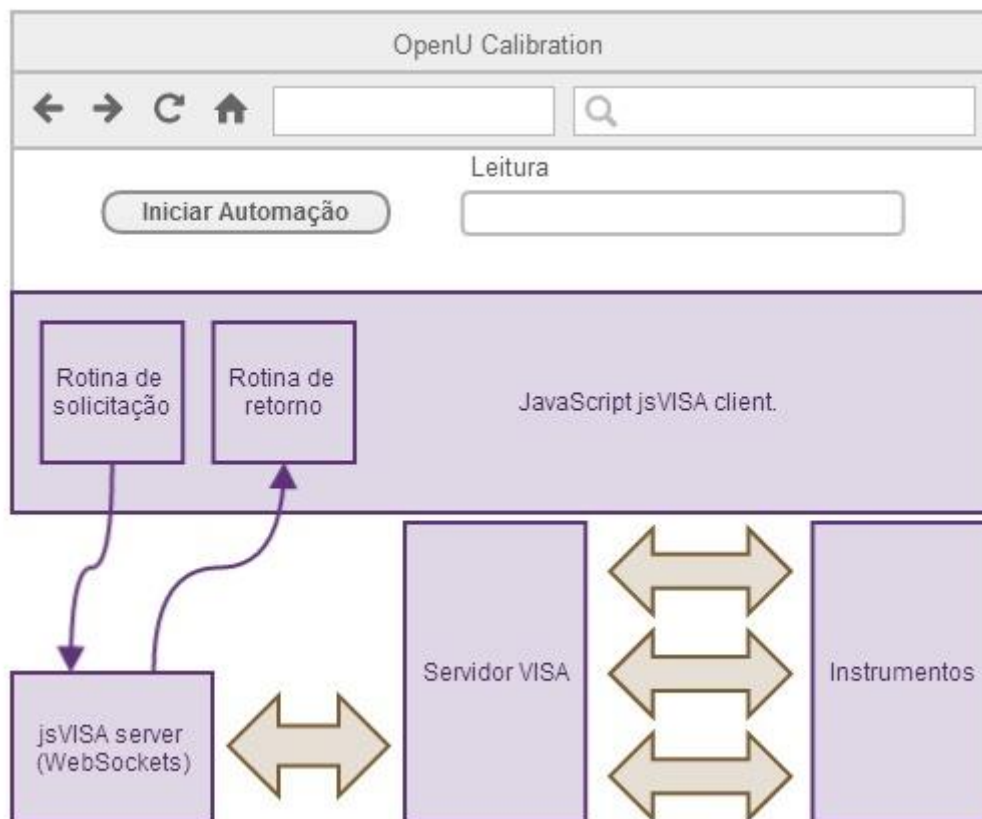 OpenU Calibration
Leitura
Iniciar Automação
Rotina de
solicitação
Rotina de
retorno
JavaScript jsVISA client.
Servidor VISA
Instrumentos
jsVISA server
(WebSockets)